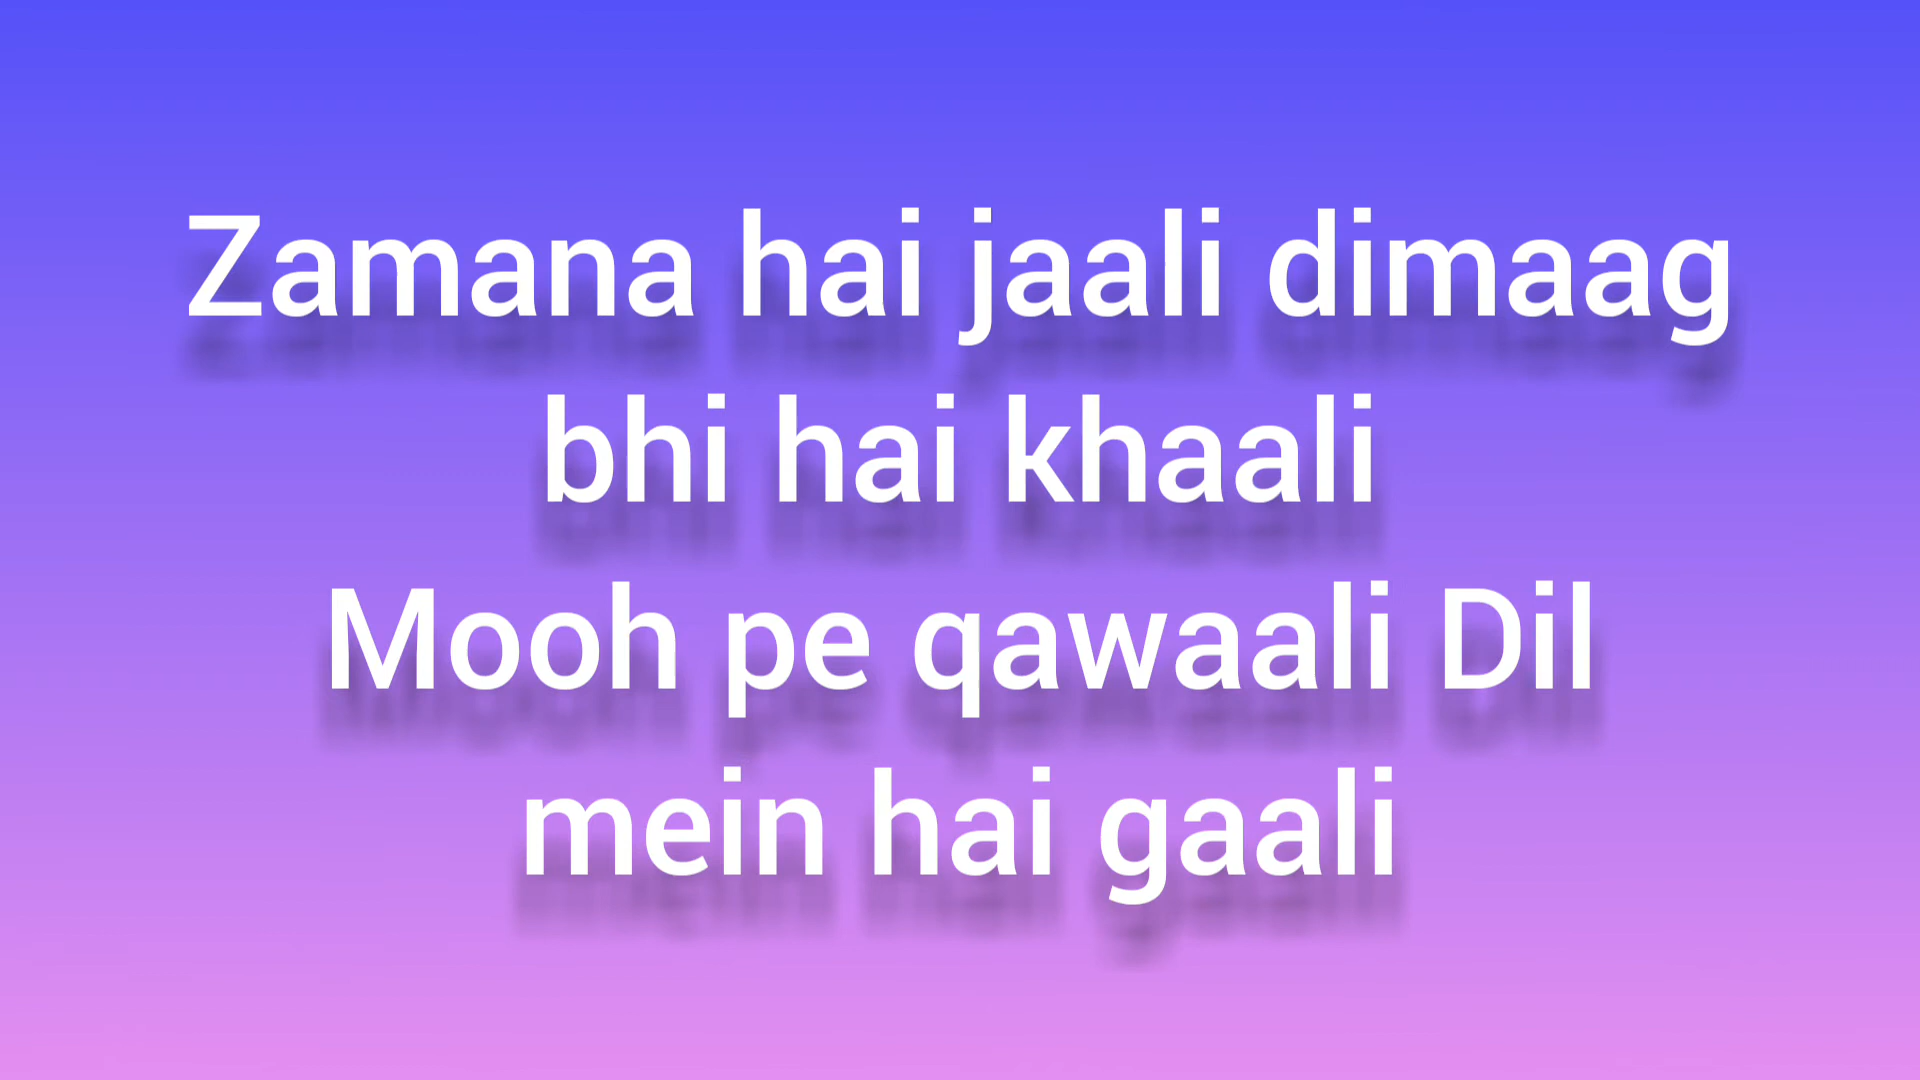 Zamana hai jaali dimaag
bhi hai khaali
Mooh pe qawaali Dil
mein hai gaali